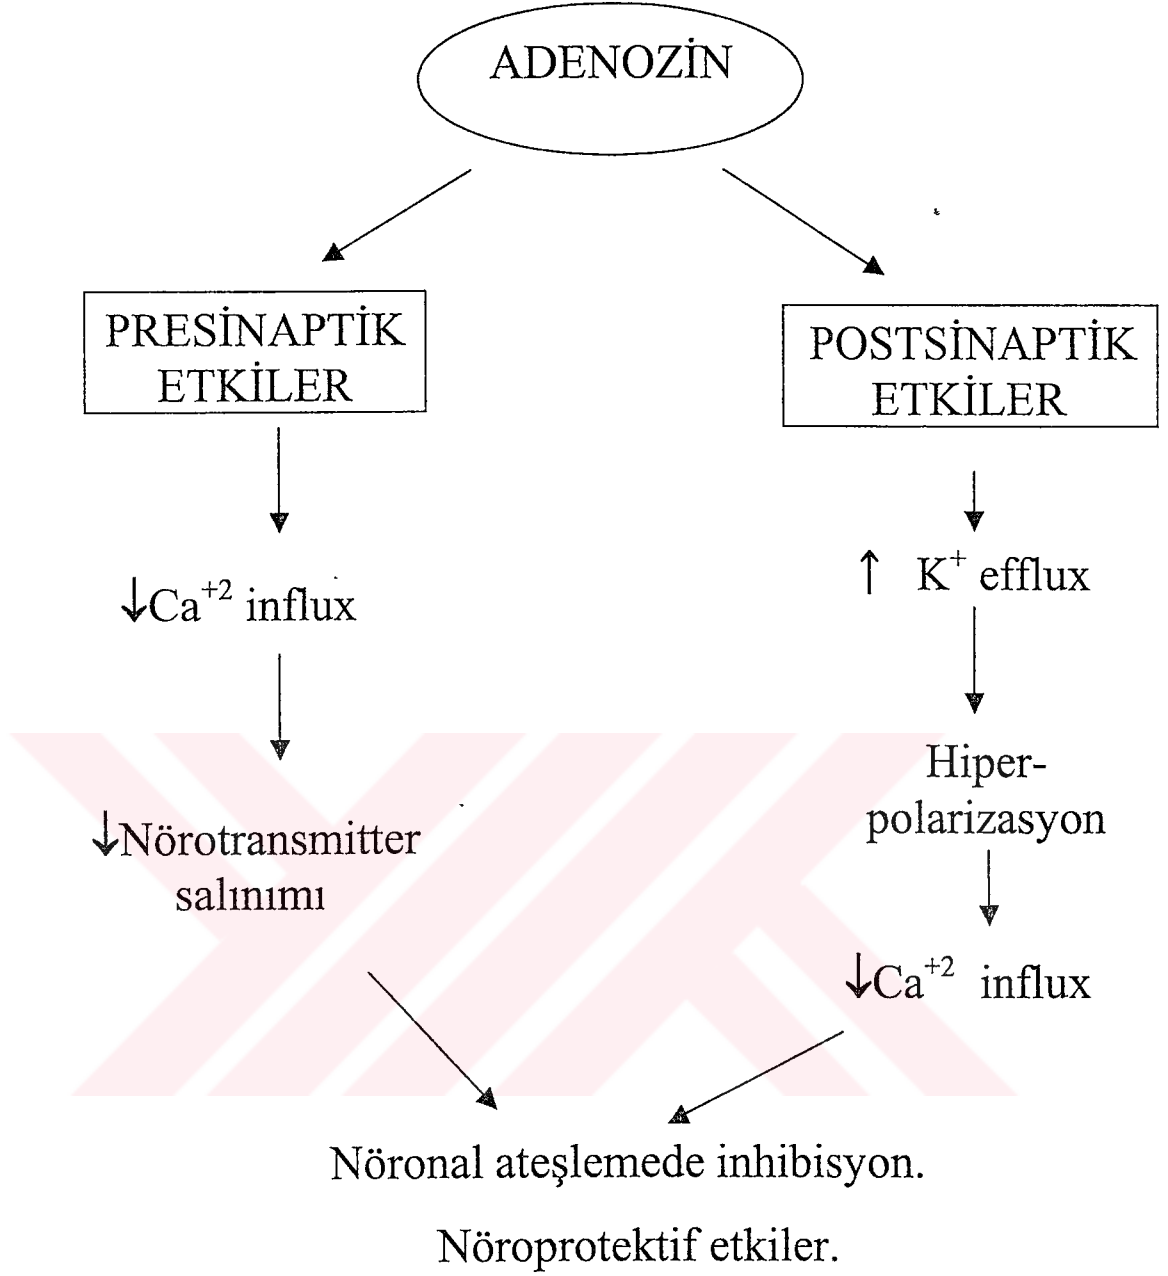 ADENOZİN
PRESİNAPTİK
ETKİLER
↓Ca⁺² influx
↓Nörotransmitter
salınımı
POSTSİNAPTİK
ETKİLER
↑ K⁺ efflux
Hiper-
polarizasyon
↓Ca⁺² influx
Nöronal ateşlemede inhibisyon.
Nöroprotektif etkiler.